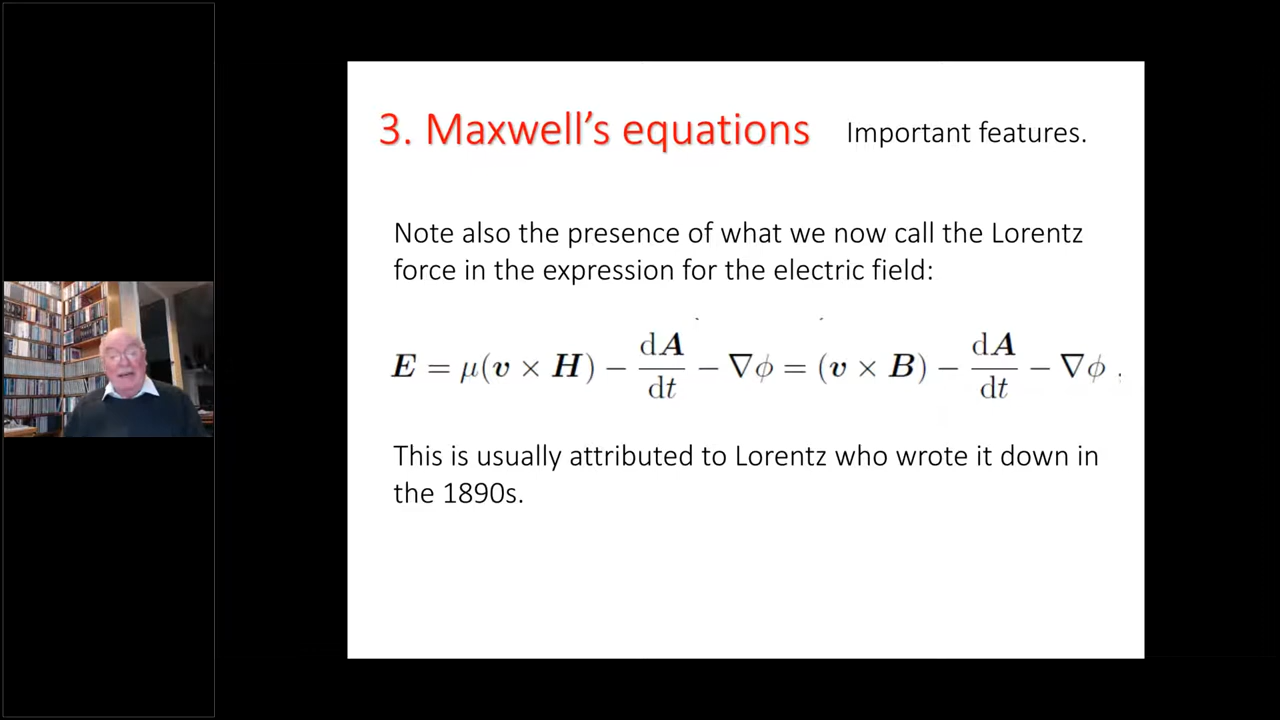 3. Maxwell's equations Important features.
Note also the presence of what we now call the Lorentz
force in the expression for the electric field:
E = μ(v × H) − dA/dt − ∇ϕ = (v × B) − dA/dt − ∇ϕ .
This is usually attributed to Lorentz who wrote it down in
the 1890s.